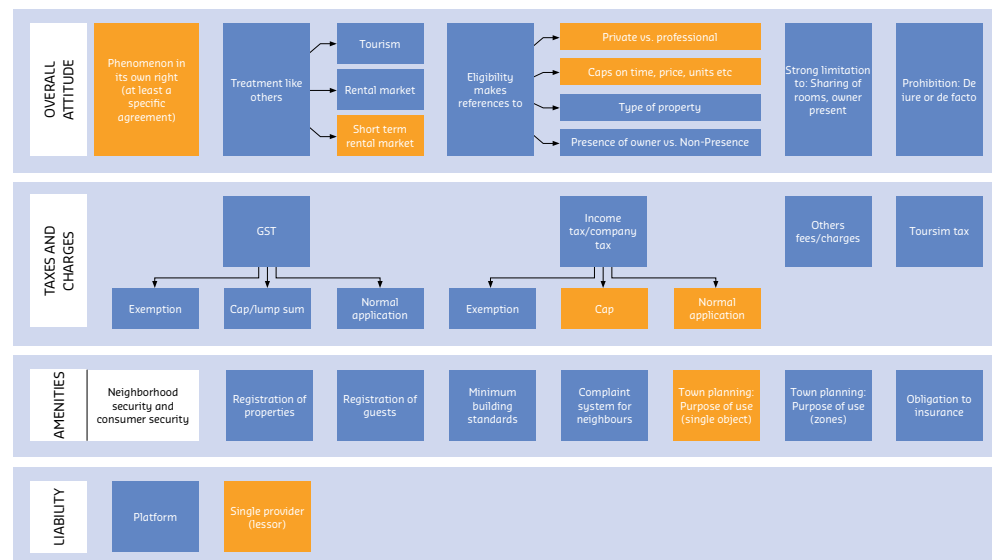 OVERALL
ATTITUDE
Phenomenon in
its own right
(at least a
specific
agreement)
Treatment like
others
Tourism
Rental market
Short term
rental market
Eligibility
makes
references to
Private vs. professional
Caps on time, price, units etc
Type of property
Presence of owner vs. Non-Presence
Strong limitation
to: Sharing of
rooms, owner
present
Prohibition: De
iure or de facto
TAXES AND
CHARGES
GST
Exemption
Cap/lump sum
Normal
application
Income
tax/company
tax
Exemption
Cap
Normal
application
Others
fees/charges
Toursim tax
AMENITIES
Neighborhood
security and
consumer security
Registration of
properties
Registration of
guests
Minimum
building
standards
Complaint
system for
neighbours
Town planning:
Purpose of use
(single object)
Town planning:
Purpose of use
(zones)
Obligation to
insurance
LIABILITY
Platform
Single provider
(lessor)